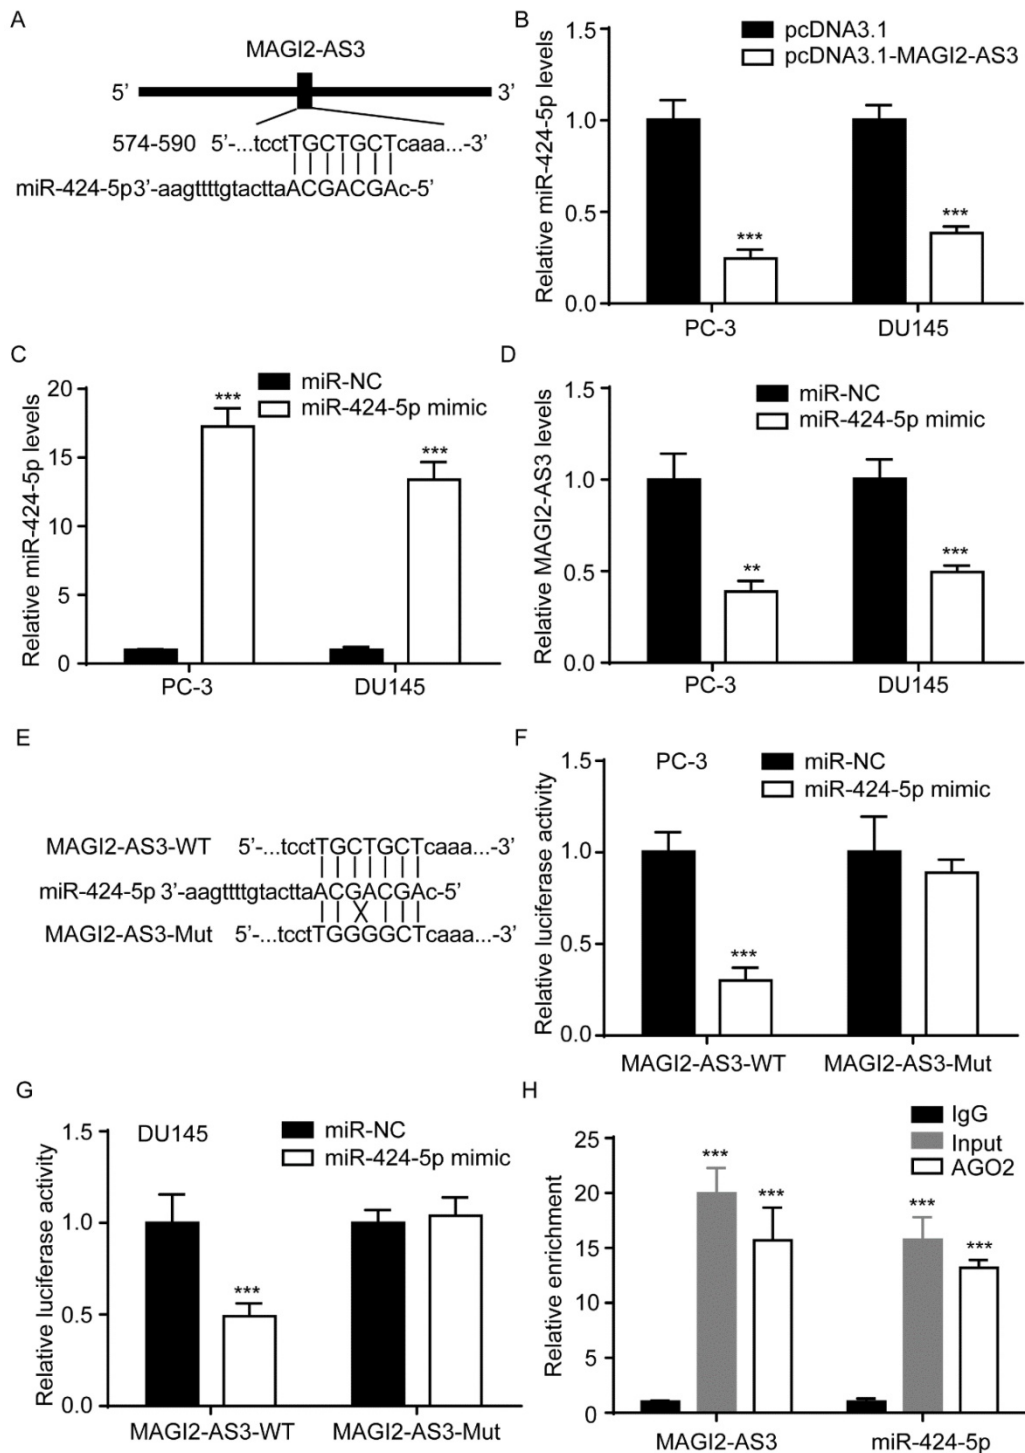 A
MAGI2-AS3
5’ 3’
574-590 5’-...tcctTGCTGCTcaaa...-3’
miR-424-5p3’-aagttttgtacttaACGACGAc-5’
B
pcDNA3.1
pcDNA3.1-MAGI2-AS3
Relative miR-424-5p levels
1.5
1.0
0.5
0.0
***
***
PC-3 DU145
C
miR-NC
miR-424-5p mimic
Relative miR-424-5p levels
20
15
10
5
0
***
***
PC-3 DU145
D
miR-NC
miR-424-5p mimic
Relative MAGI2-AS3 levels
1.5
1.0
0.5
0.0
**
***
PC-3 DU145
E
MAGI2-AS3-WT 5’-...tcctTGCTGCTcaaa...-3’
miR-424-5p 3’-aagttttgtacttaACGACGAc-5’
X
MAGI2-AS3-Mut 5’-...tcctTGGGGCTcaaa...-3’
F
PC-3
miR-NC
miR-424-5p mimic
Relative luciferase activity
1.5
1.0
0.5
0.0
***
MAGI2-AS3-WT MAGI2-AS3-Mut
G
DU145
miR-NC
miR-424-5p mimic
Relative luciferase activity
1.5
1.0
0.5
0.0
***
MAGI2-AS3-WT MAGI2-AS3-Mut
H
IgG
Input
AGO2
Relative enrichment
25
20
15
10
5
0
***
***
***
***
MAGI2-AS3 miR-424-5p